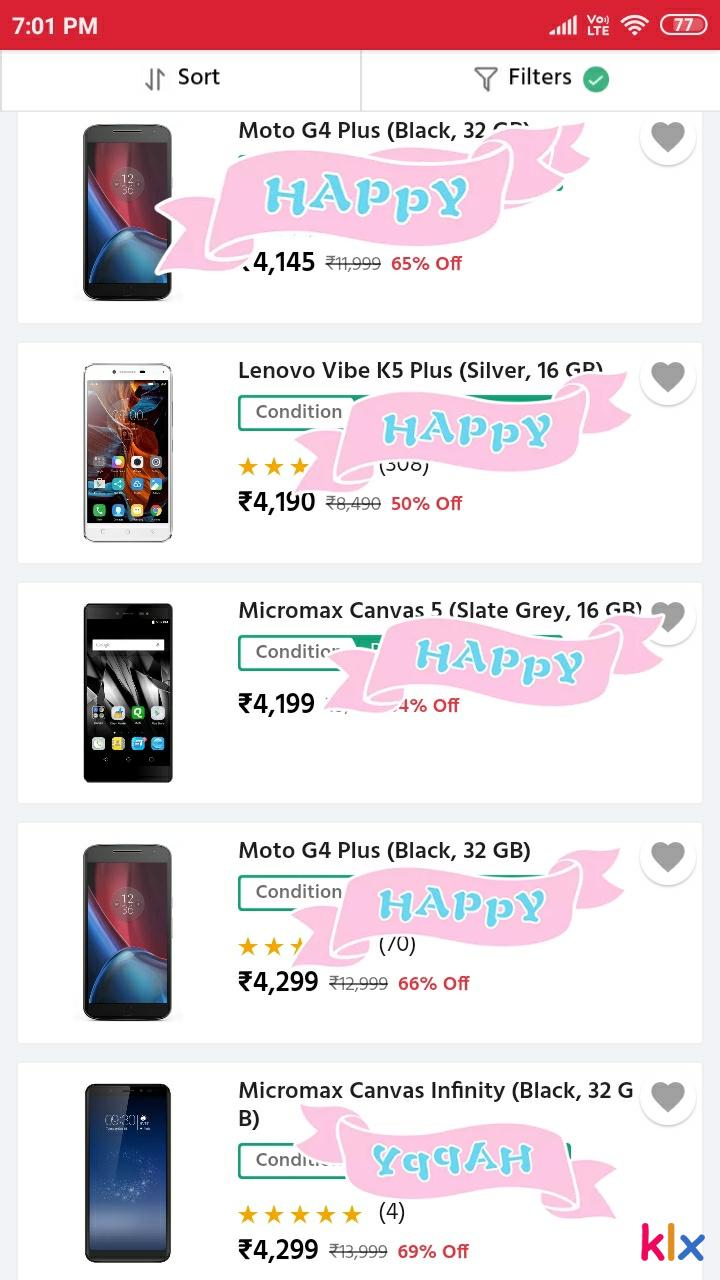 7:01 PM Vo) LTE 77
Sort Filters
Moto G4 Plus (Black, 32 GB)
HAppY
4,145 ₹11,999 65% Off
Lenovo Vibe K5 Plus (Silver, 16 GB)
Condition HAppY
(308)
₹4,190 ₹8,490 50% Off
Micromax Canvas 5 (Slate Grey, 16 GB)
Condition HAppY
₹4,199 4% Off
Moto G4 Plus (Black, 32 GB)
Condition HAppY
(70)
₹4,299 ₹12,999 66% Off
Micromax Canvas Infinity (Black, 32 G
B)
Condition HAppY
(4)
₹4,299 ₹13,999 69% Off
klx